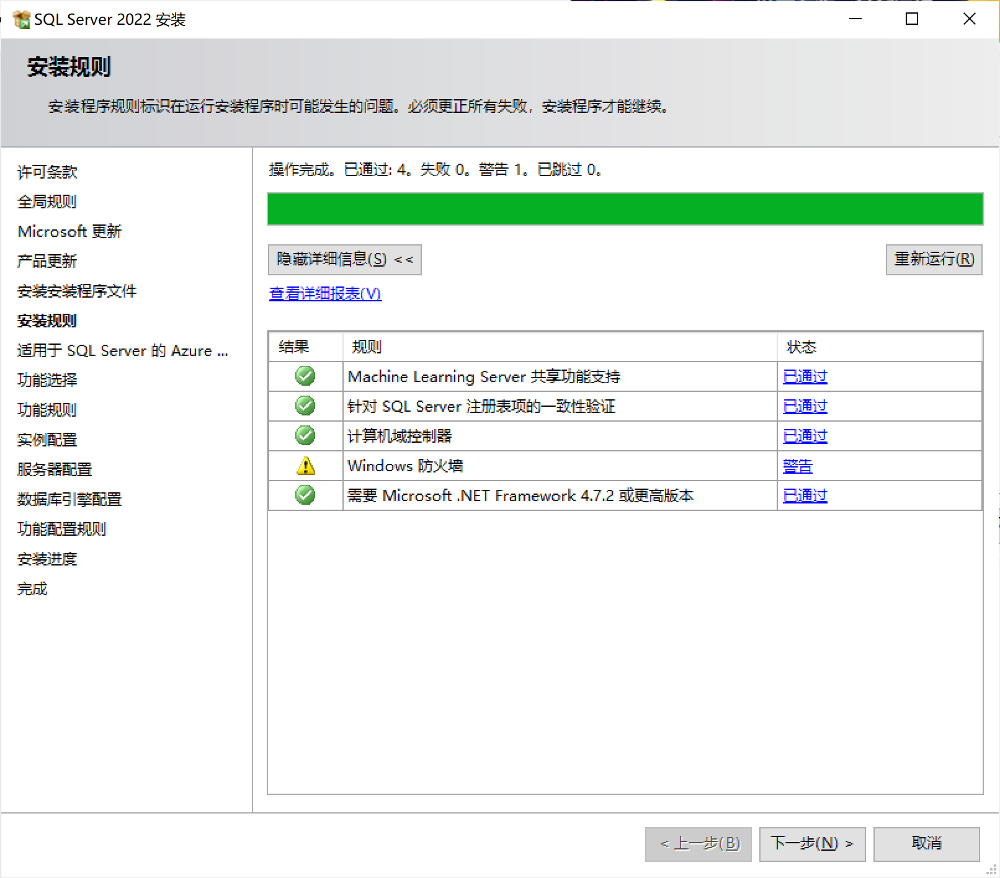 SQL Server 2022 安装
安装规则
安装程序规则标识在运行安装程序时可能发生的问题。必须更正所有失败，安装程序才能继续。
许可条款
全局规则
Microsoft 更新
产品更新
安装安装程序文件
安装规则
适用于 SQL Server 的 Azure ...
功能选择
功能规则
实例配置
服务器配置
数据库引擎配置
功能配置规则
安装进度
完成
操作完成。已通过: 4。失败 0。警告 1。已跳过 0。
隐藏详细信息(S) <<
重新运行(R)
查看详细报表(V)
结果 规则 状态
Machine Learning Server 共享功能支持 已通过
针对 SQL Server 注册表项的一致性验证 已通过
计算机域控制器 已通过
Windows 防火墙 警告
需要 Microsoft .NET Framework 4.7.2 或更高版本 已通过
< 上一步(B) 下一步(N) > 取消